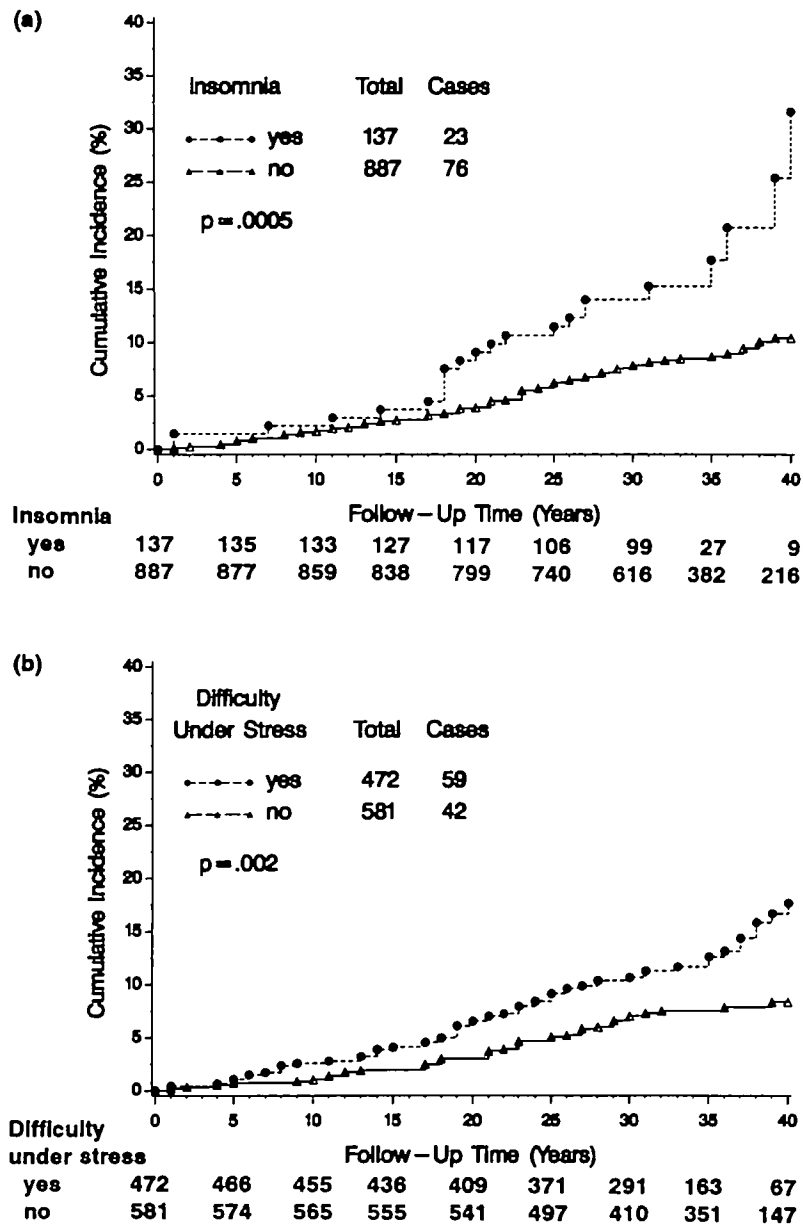 (a)
40
Insomnia Total Cases
35
yes 137 23
30
no 887 76
25
p=.0005
20
15
10
5
0
Cumulative Incidence (%)
0 5 10 15 20 25 30 35 40
Insomnia Follow-Up Time (Years)
yes 137 135 133 127 117 106 99 27 9
no 887 877 859 838 799 740 616 382 216
(b)
40
Difficulty
35
Under Stress Total Cases
30
yes 472 59
no 581 42
25
p=.002
20
15
10
5
0
Cumulative Incidence (%)
0 5 10 15 20 25 30 35 40
Difficulty
under stress Follow-Up Time (Years)
yes 472 466 455 436 409 371 291 163 67
no 581 574 565 555 541 497 410 351 147